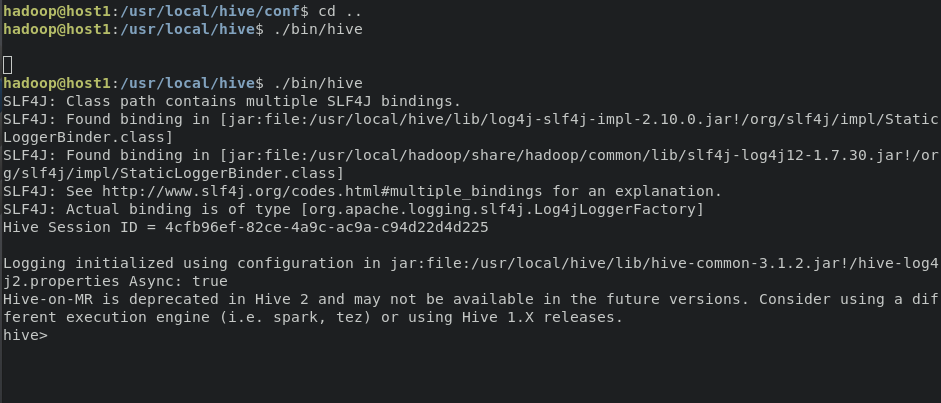 hadoop@host1:/usr/local/hive/conf$ cd ..
hadoop@host1:/usr/local/hive$ ./bin/hive
hadoop@host1:/usr/local/hive$ ./bin/hive
SLF4J: Class path contains multiple SLF4J bindings.
SLF4J: Found binding in [jar:file:/usr/local/hive/lib/log4j-slf4j-impl-2.10.0.jar!/org/slf4j/impl/Static
LoggerBinder.class]
SLF4J: Found binding in [jar:file:/usr/local/hadoop/share/hadoop/common/lib/slf4j-log4j12-1.7.30.jar!/or
g/slf4j/impl/StaticLoggerBinder.class]
SLF4J: See http://www.slf4j.org/codes.html#multiple_bindings for an explanation.
SLF4J: Actual binding is of type [org.apache.logging.slf4j.Log4jLoggerFactory]
Hive Session ID = 4cfb96ef-82ce-4a9c-ac9a-c94d22d4d225
Logging initialized using configuration in jar:file:/usr/local/hive/lib/hive-common-3.1.2.jar!/hive-log4
j2.properties Async: true
Hive-on-MR is deprecated in Hive 2 and may not be available in the future versions. Consider using a dif
ferent execution engine (i.e. spark, tez) or using Hive 1.X releases.
hive>